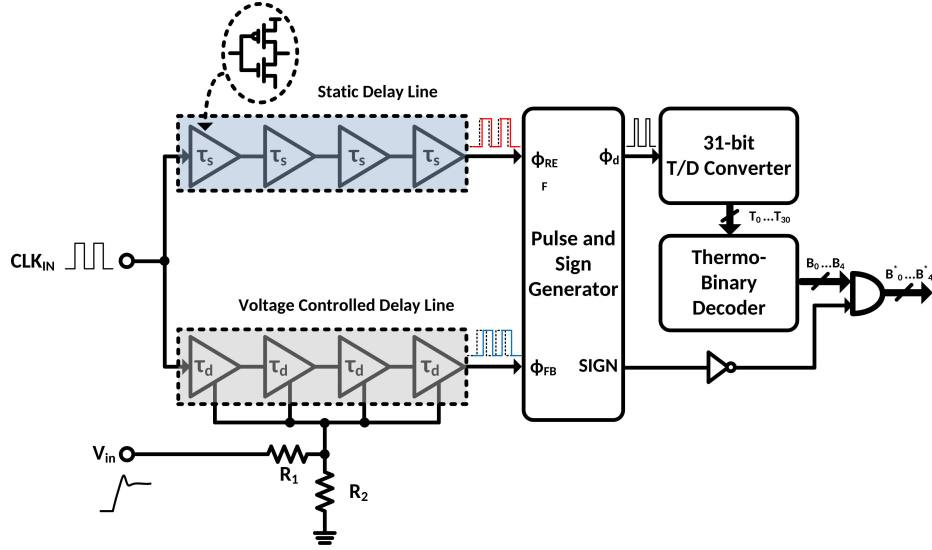 Static Delay Line
τs τs τs τs
ΦRE
F
Φd
31-bit
T/D Converter
T0...T30
CLKIN
Pulse and
Sign
Generator
Thermo-
Binary
Decoder
B0...B4
B*0...B*4
Voltage Controlled Delay Line
τd τd τd τd
ΦFB
SIGN
Vin
R1
R2